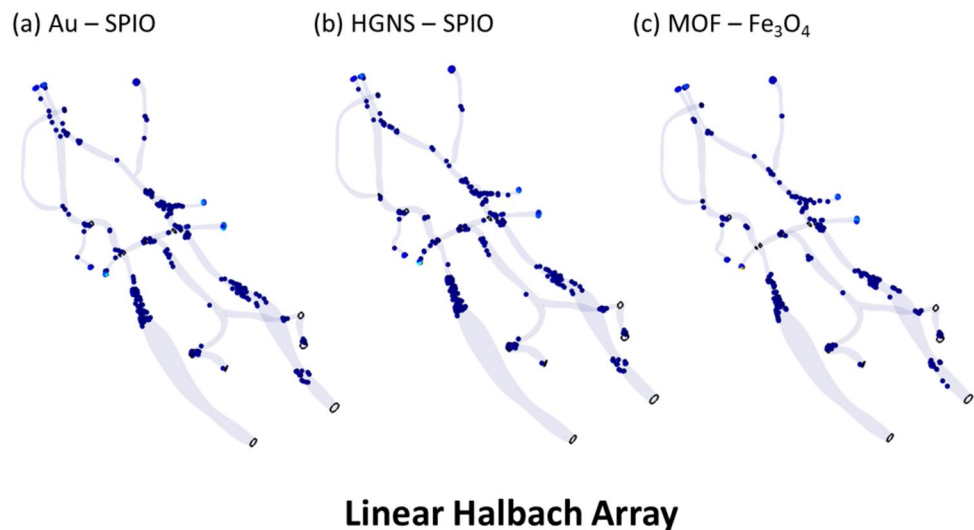 (a) Au – SPIO
(b) HGNS – SPIO
(c) MOF – Fe₃O₄
Linear Halbach Array